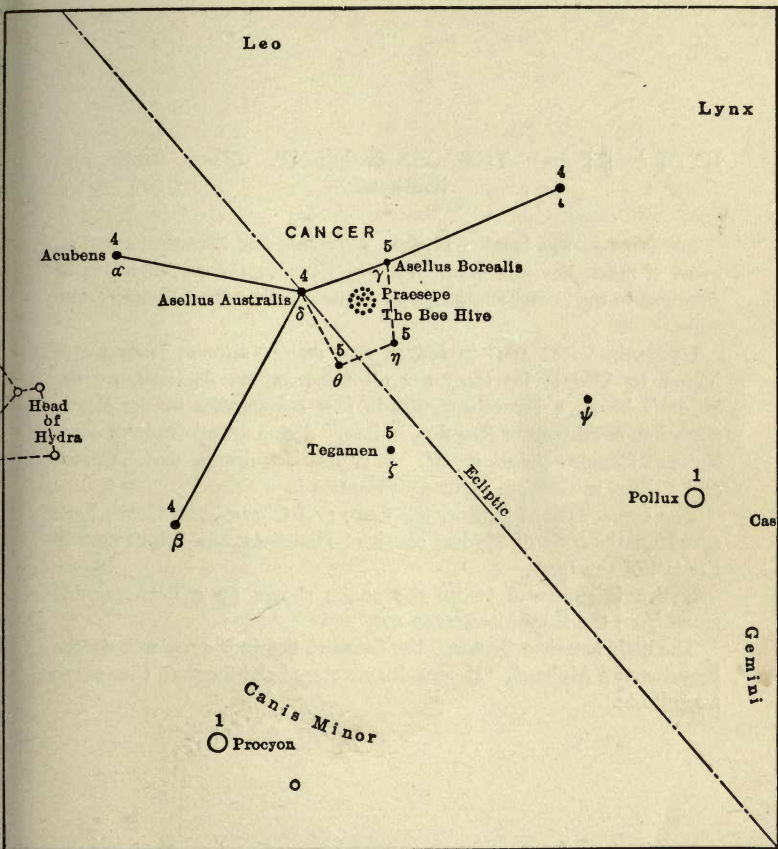 Leo
Lynx
4
ι
CANCER
4
Acubens
α
5
γ Asellus Borealis
4
Asellus Australis
δ
Praesepe
The Bee Hive
5
η
5
θ
Head
of
Hydra
ψ
5
Tegamen
ζ
Ecliptic
1
Pollux
Cas
4
β
Gemini
Canis Minor
1
Procyon